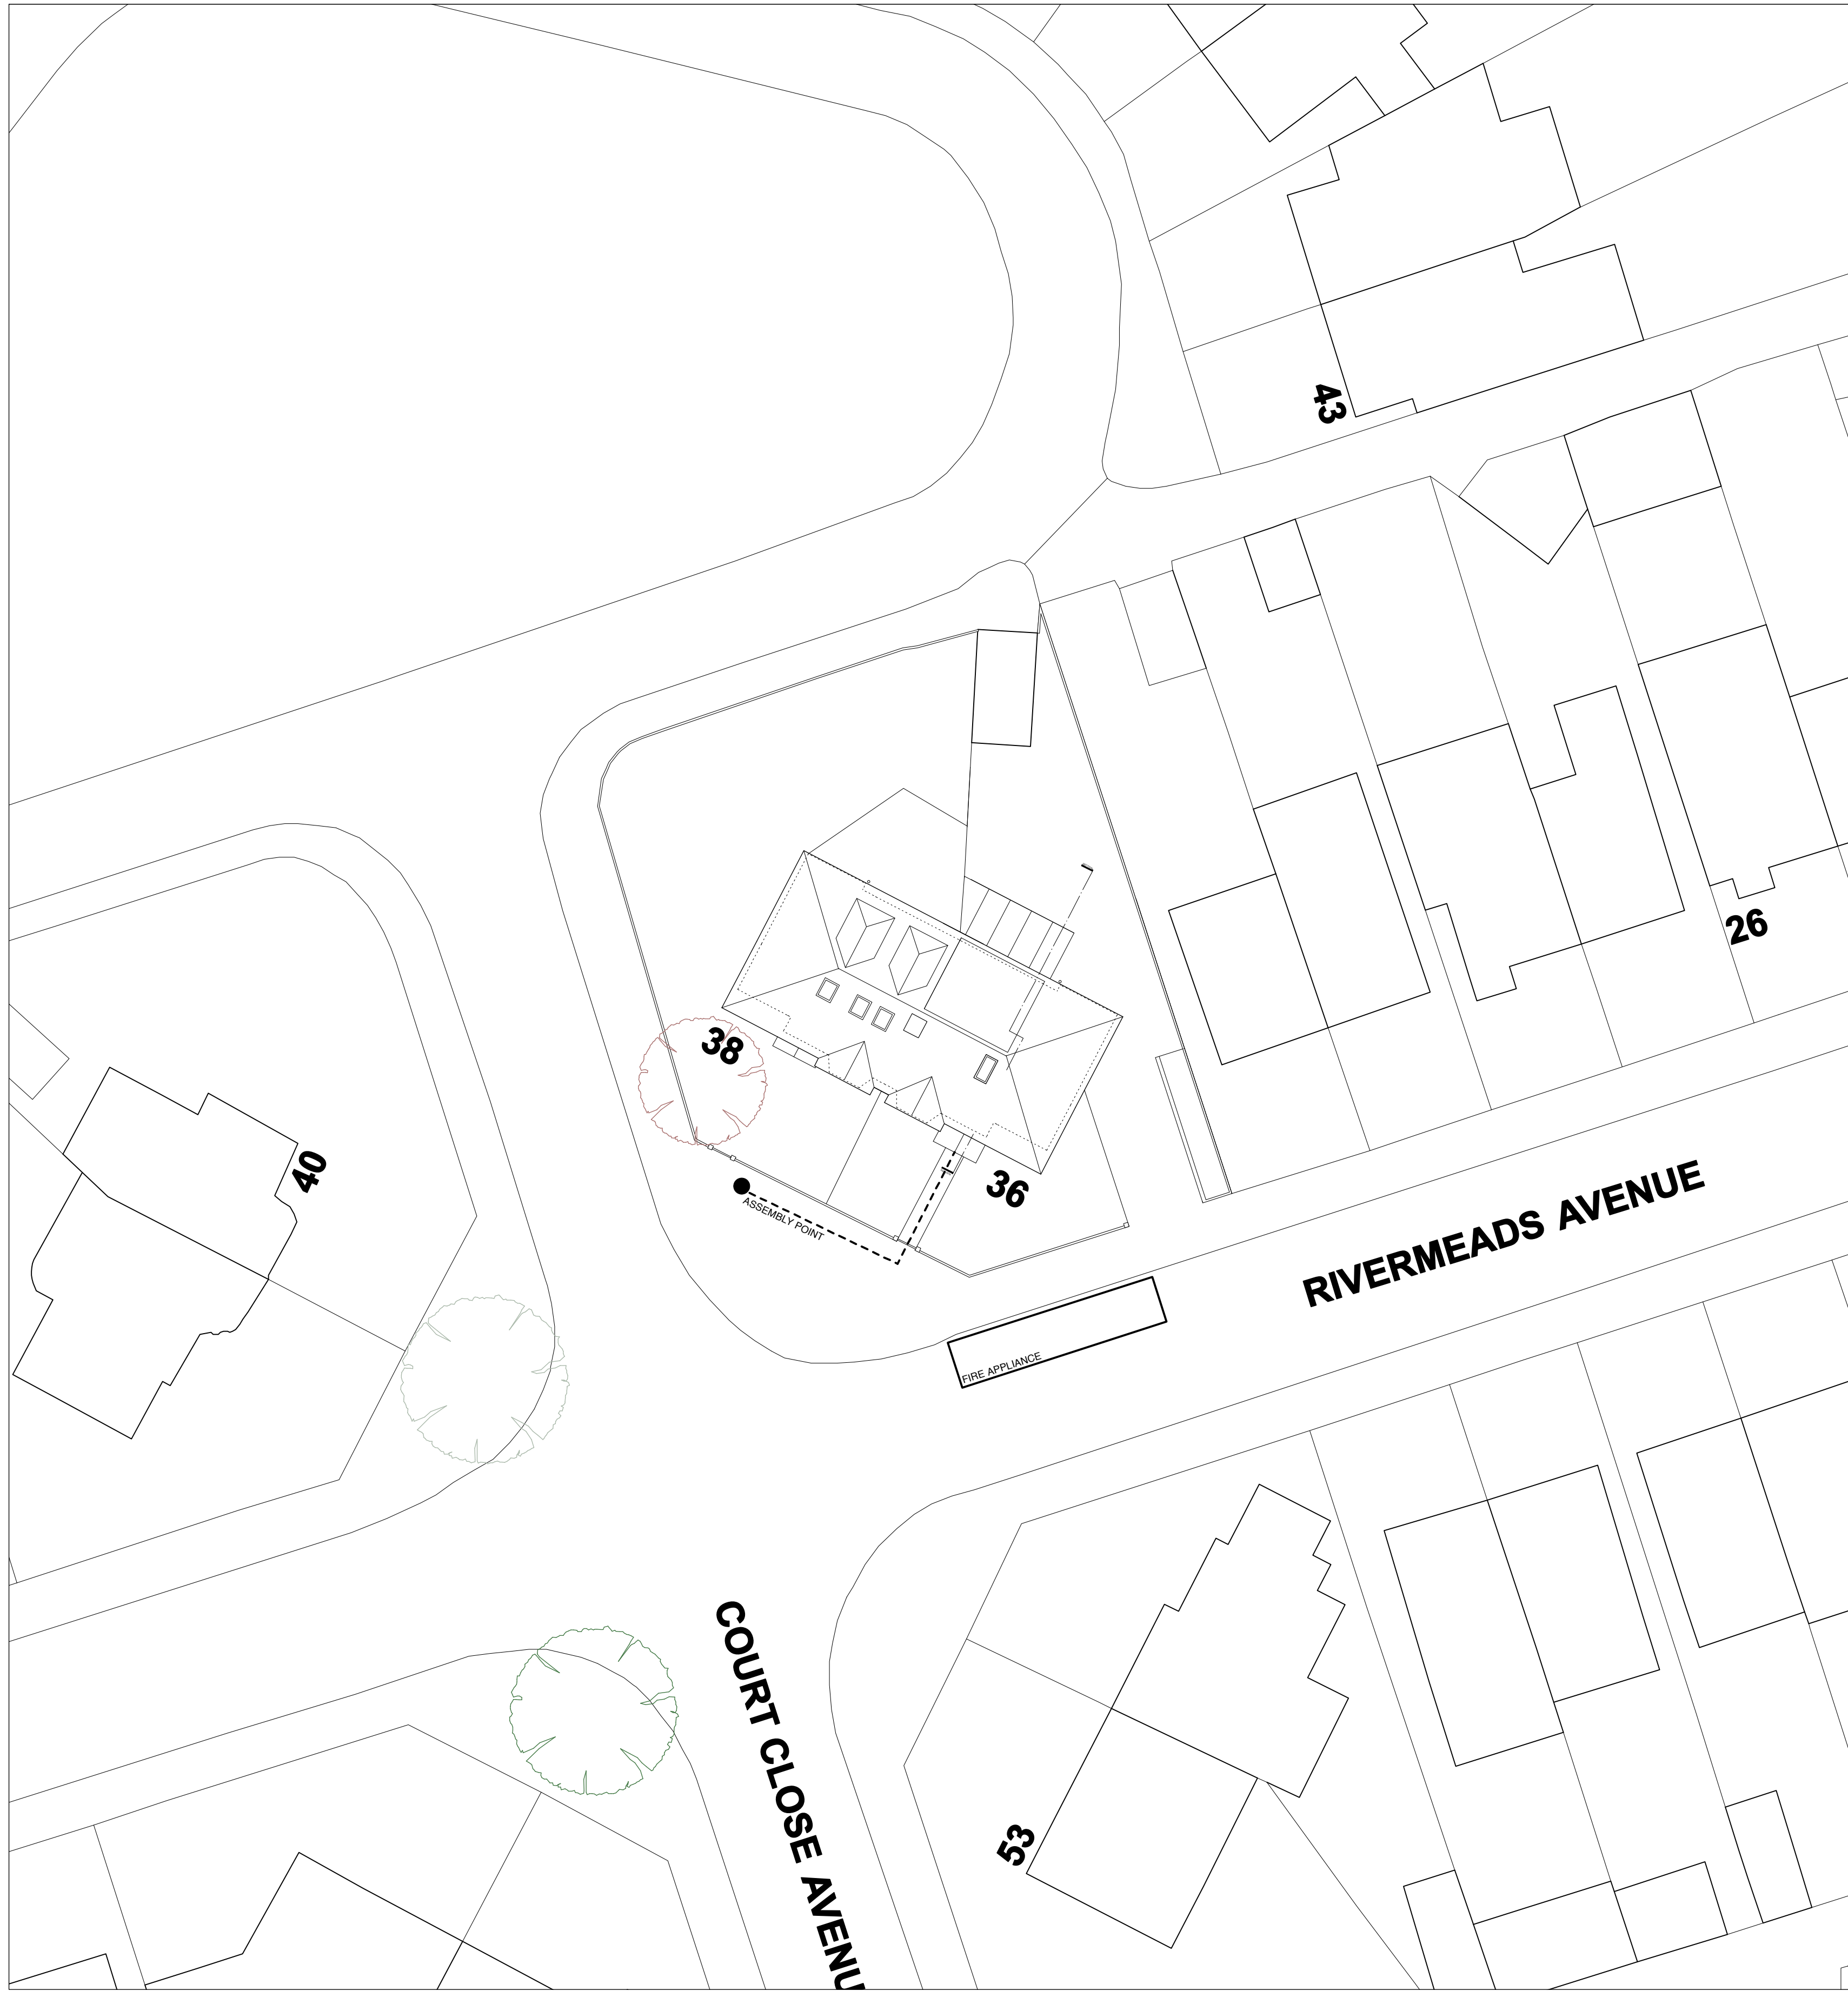 43
26
38
40
36
ASSEMBLY POINT
RIVERMEADS AVENUE
FIRE APPLIANCE
COURT CLOSE AVENU
53